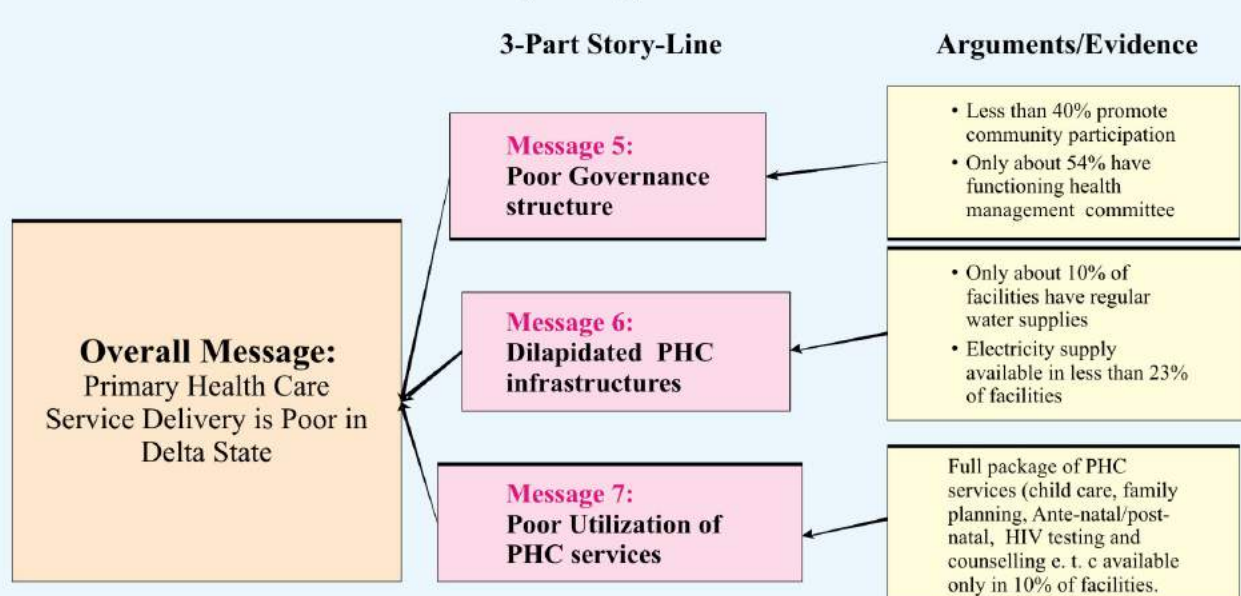 3-Part Story-Line
Arguments/Evidence
Message 5:
Poor Governance
structure
• Less than 40% promote
community participation
• Only about 54% have
functioning health
management committee
Overall Message:
Primary Health Care
Service Delivery is Poor in
Delta State
Message 6:
Dilapidated PHC
infrastructures
• Only about 10% of
facilities have regular
water supplies
• Electricity supply
available in less than 23%
of facilities
Message 7:
Poor Utilization of
PHC services
Full package of PHC
services (child care, family
planning, Ante-natal/post-
natal, HIV testing and
counselling e. t. c available
only in 10% of facilities.